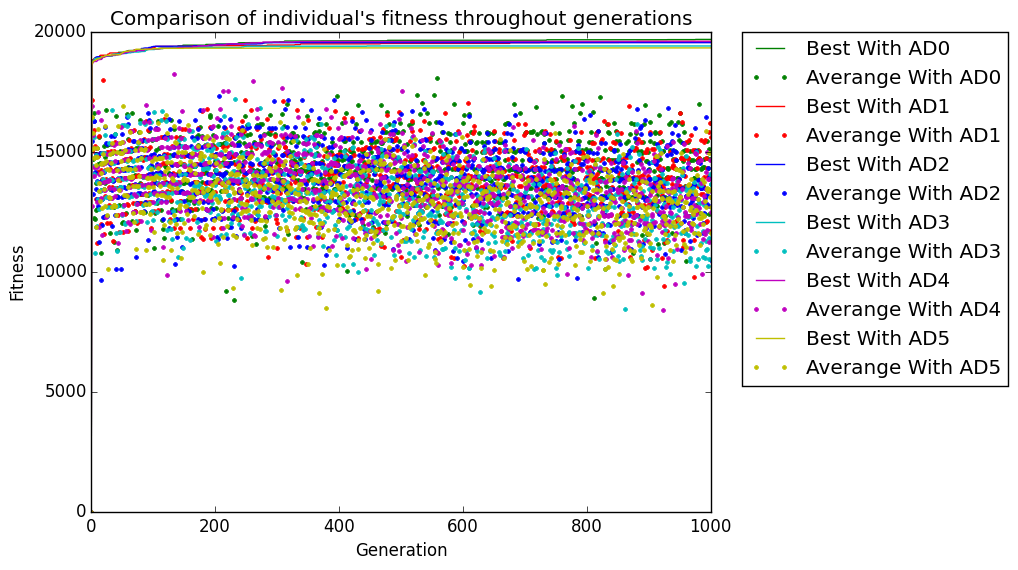 Comparison of individual's fitness throughout generations
20000
15000
10000
5000
0
Fitness
0 200 400 600 800 1000
Generation
Best With AD0
Averange With AD0
Best With AD1
Averange With AD1
Best With AD2
Averange With AD2
Best With AD3
Averange With AD3
Best With AD4
Averange With AD4
Best With AD5
Averange With AD5